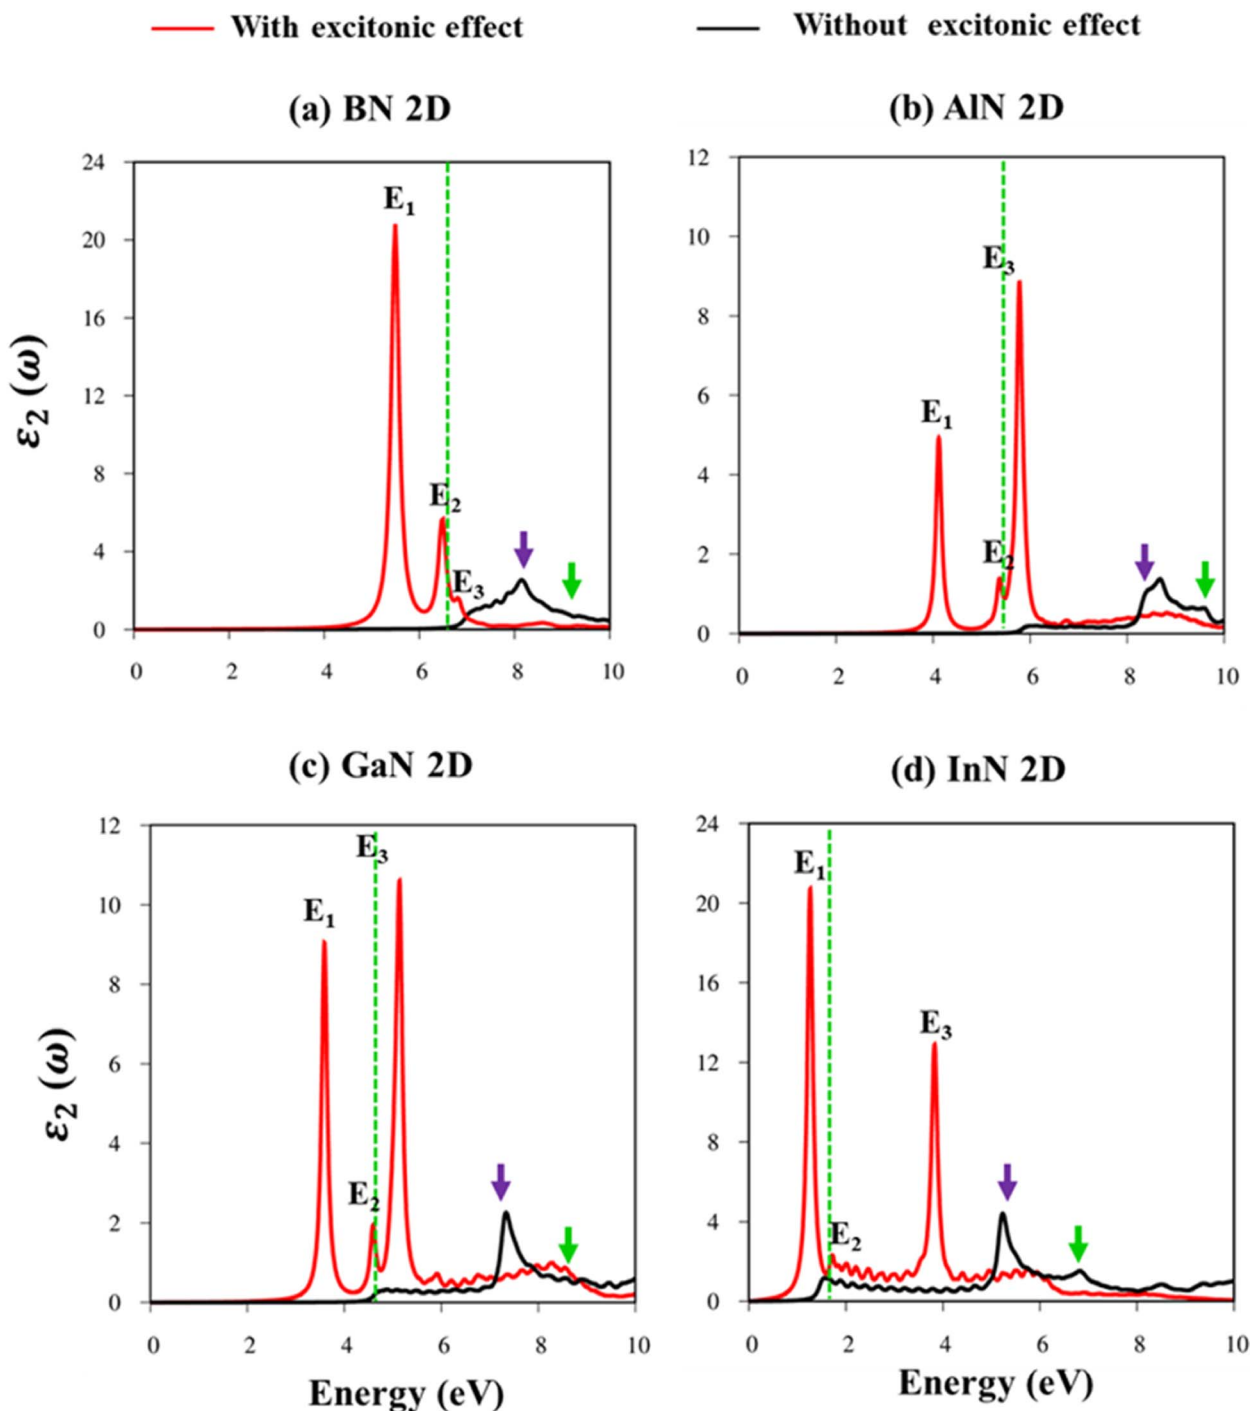 With excitonic effect
Without excitonic effect
(a) BN 2D
24
20
16
12
8
4
0
0 2 4 6 8 10
E₁
E₂
E₃
ε₂ (ω)
(b) AlN 2D
12
10
8
6
4
2
0
0 2 4 6 8 10
E₃
E₁
E₂
(c) GaN 2D
12
10
8
6
4
2
0
0 2 4 6 8 10
E₃
E₁
E₂
ε₂ (ω)
Energy (eV)
(d) InN 2D
24
20
16
12
8
4
0
0 2 4 6 8 10
E₁
E₃
E₂
Energy (eV)